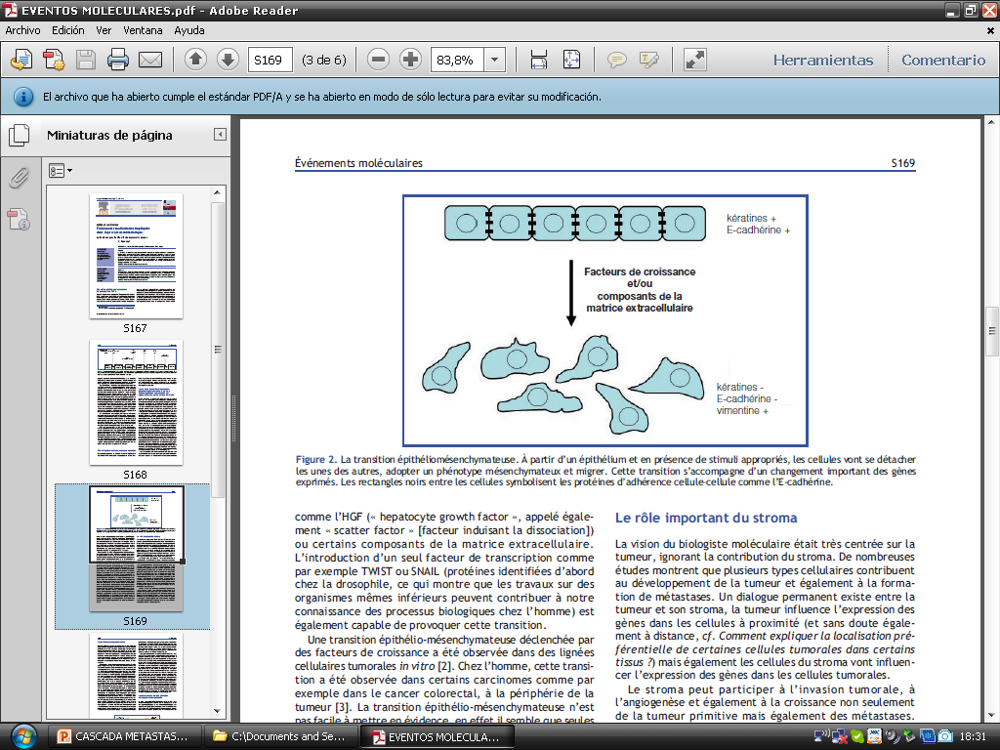 EVENTOS MOLECULARES.pdf - Adobe Reader
Archivo Edición Ver Ventana Ayuda
S169 (3 de 6) 83,8% Herramientas Comentario
El archivo que ha abierto cumple el estándar PDF/A y se ha abierto en modo de sólo lectura para evitar su modificación.
Miniaturas de página
S167
S168
S169
Événements moléculaires S169
kératines +
E-cadhérine +
Facteurs de croissance
et/ou
composants de la
matrice extracellulaire
kératines -
E-cadhérine -
vimentine +
Figure 2. La transition épithéliomésenchymateuse. À partir d’un épithélium et en présence de stimuli appropriés, les cellules vont se détacher
les unes des autres, adopter un phénotype mésenchymateux et migrer. Cette transition s’accompagne d’un changement important des gènes
exprimés. Les rectangles noirs entre les cellules symbolisent les protéines d’adhérence cellule-cellule comme l’E-cadhérine.
comme l’HGF (« hepatocyte growth factor », appelé égale-
ment « scatter factor » [facteur induisant la dissociation])
ou certains composants de la matrice extracellulaire.
L’introduction d’un seul facteur de transcription comme
par exemple TWIST ou SNAIL (protéines identifiées d’abord
chez la drosophile, ce qui montre que les travaux sur des
organismes mêmes inférieurs peuvent contribuer à notre
connaissance des processus biologiques chez l’homme) est
également capable de provoquer cette transition.
Une transition épithélio-mésenchymateuse déclenchée par
des facteurs de croissance a été observée dans des lignées
cellulaires tumorales in vitro [2]. Chez l’homme, cette transi-
tion a été observée dans certains carcinomes comme par
exemple dans le cancer colorectal, à la périphérie de la
tumeur [3]. La transition épithélio-mésenchymateuse n’est
pas facile à mettre en évidence, en effet il semble que seules
Le rôle important du stroma
La vision du biologiste moléculaire était très centrée sur la
tumeur, ignorant la contribution du stroma. De nombreuses
études montrent que plusieurs types cellulaires contribuent
au développement de la tumeur et également à la forma-
tion de métastases. Un dialogue permanent existe entre la
tumeur et son stroma, la tumeur influence l’expression des
gènes dans les cellules à proximité (et sans doute égale-
ment à distance, cf. Comment expliquer la localisation pré-
férentielle de certaines cellules tumorales dans certains
tissus ?) mais également les cellules du stroma vont influen-
cer l’expression des gènes dans les cellules tumorales.
Le stroma peut participer à l’invasion tumorale, à
l’angiogenèse et également à la croissance non seulement
de la tumeur primitive mais également des métastases.
CASCADA METASTAS... C:\Documents and Se... EVENTOS MOLECULA... 18:31